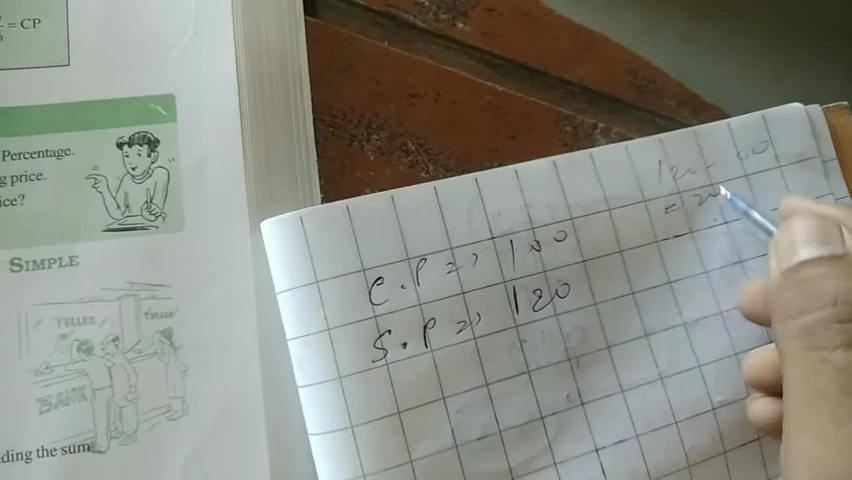 = CP
Percentage.
g price.
ice?
SIMPLE
TELLER
TELLER
BANK
ding the sum
120 - 100
= 20
C.P => 100
S.P => 120